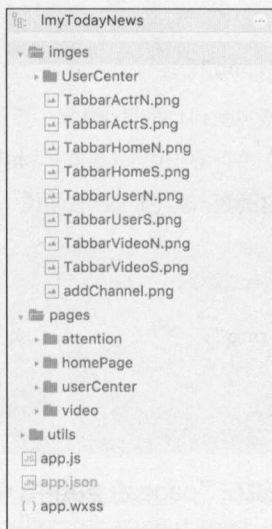 lmyTodayNews
imges
UserCenter
TabbarActrN.png
TabbarActrS.png
TabbarHomeN.png
TabbarHomeS.png
TabbarUserN.png
TabbarUserS.png
TabbarVideoN.png
TabbarVideoS.png
addChannel.png
pages
attention
homePage
userCenter
video
utils
JS app.js
JN app.json
{ } app.wxss